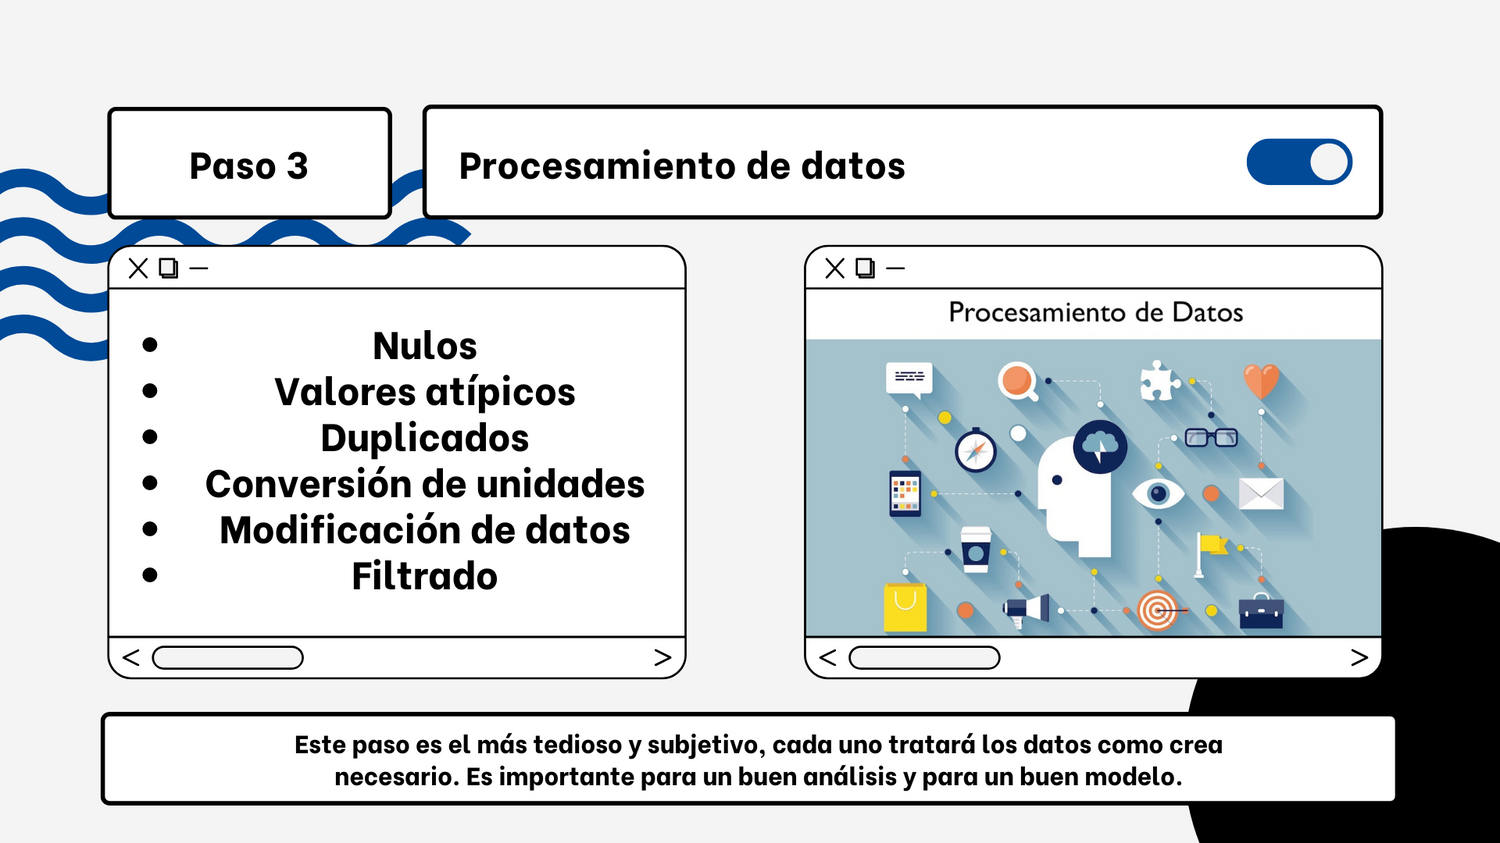 Paso 3
Procesamiento de datos
Nulos
Valores atípicos
Duplicados
Conversión de unidades
Modificación de datos
Filtrado
Procesamiento de Datos
Este paso es el más tedioso y subjetivo, cada uno tratará los datos como crea
necesario. Es importante para un buen análisis y para un buen modelo.